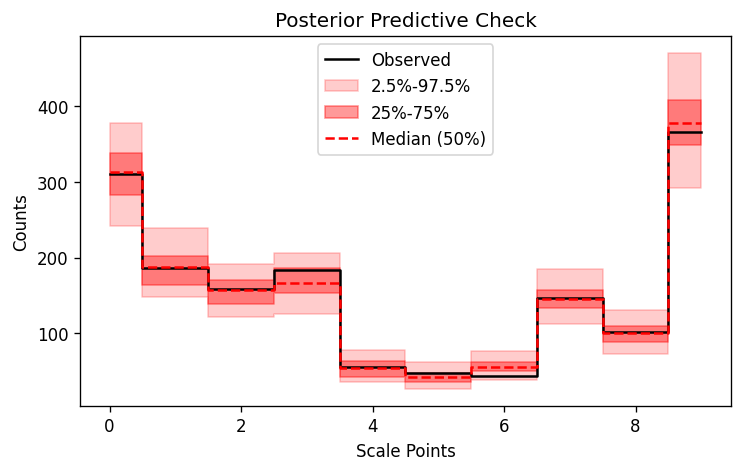 Posterior Predictive Check
Observed
2.5%-97.5%
25%-75%
Median (50%)
Counts
400
300
200
100
0
2
4
6
8
Scale Points